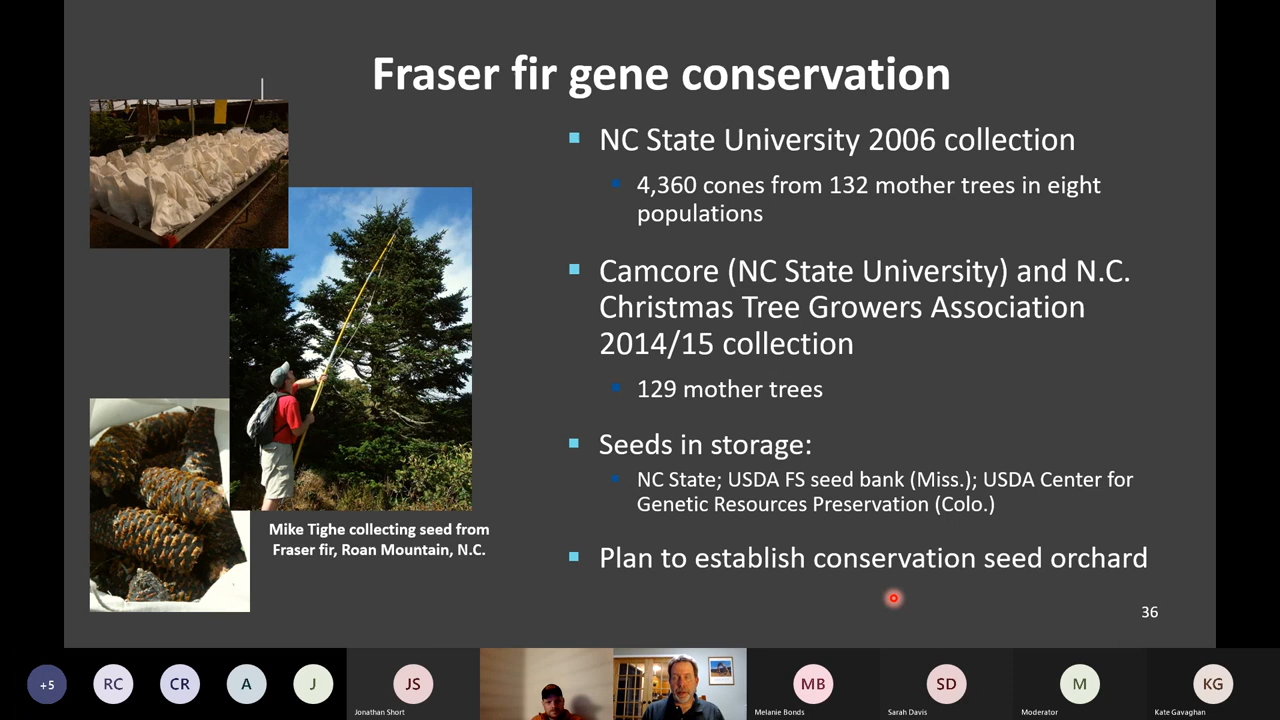 Fraser fir gene conservation
NC State University 2006 collection
4,360 cones from 132 mother trees in eight
populations
Camcore (NC State University) and N.C.
Christmas Tree Growers Association
2014/15 collection
129 mother trees
Seeds in storage:
NC State; USDA FS seed bank (Miss.); USDA Center for
Genetic Resources Preservation (Colo.)
Plan to establish conservation seed orchard
Mike Tighe collecting seed from
Fraser fir, Roan Mountain, N.C.
36
+5
RC
CR
A
J
JS
Jonathan Short
MB
Melanie Bonds
SD
Sarah Davis
M
Moderator
KG
Kate Gavaghan